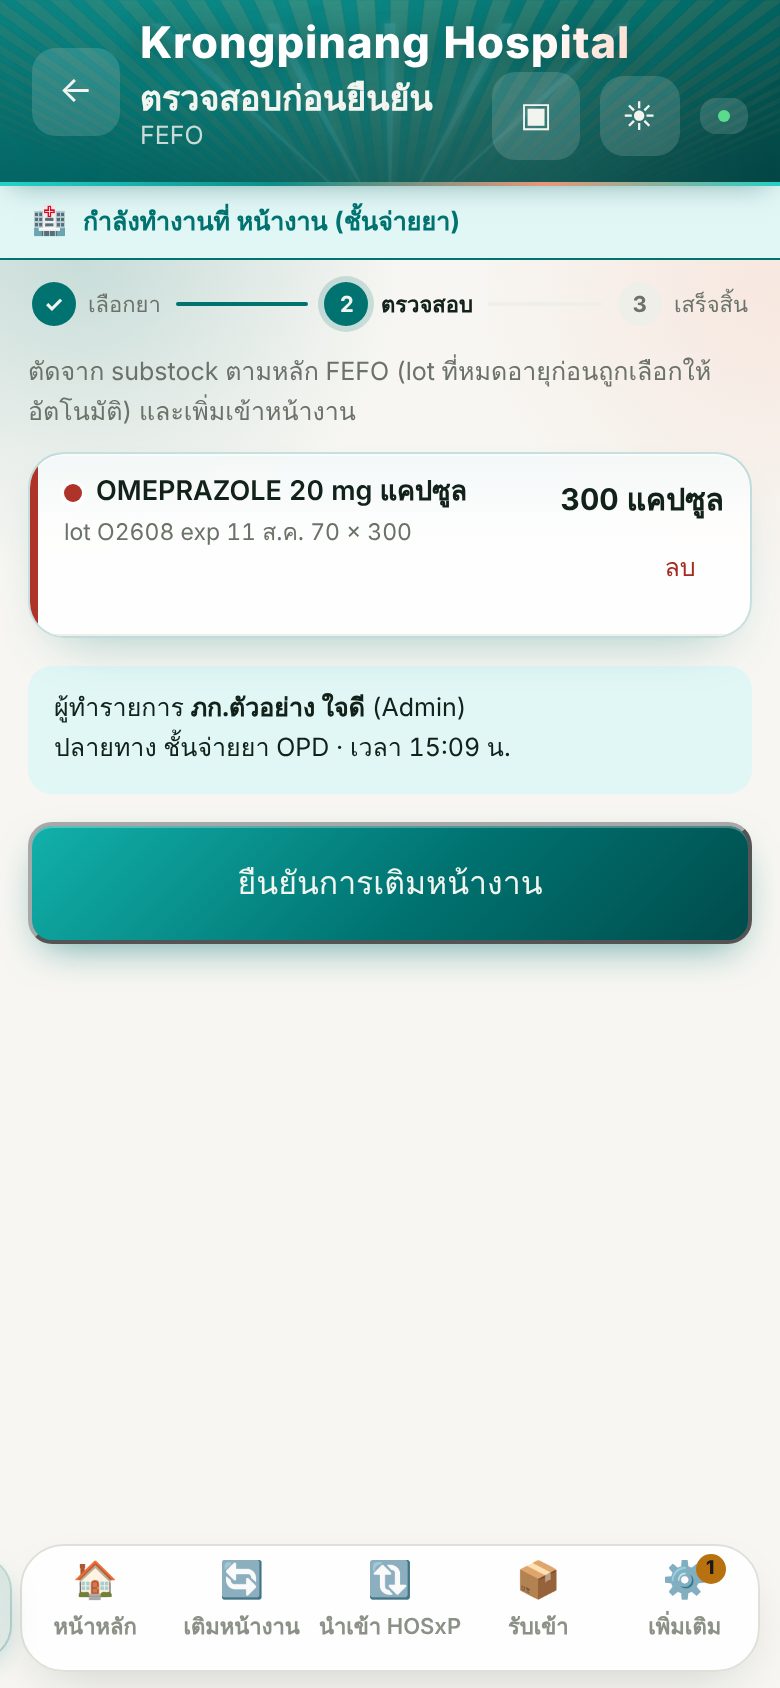 Krongpinang Hospital
ตรวจสอบก่อนยืนยัน
FEFO
กำลังทำงานที่ หน้างาน (ชั้นจ่ายยา)
เลือกยา
2 ตรวจสอบ
3 เสร็จสิ้น
ตัดจาก substock ตามหลัก FEFO (lot ที่หมดอายุก่อนถูกเลือกให้
อัตโนมัติ) และเพิ่มเข้าหน้างาน
OMEPRAZOLE 20 mg แคปซูล
300 แคปซูล
lot O2608 exp 11 ส.ค. 70 × 300
ลบ
ผู้ทำรายการ ภก.ตัวอย่าง ใจดี (Admin)
ปลายทาง ชั้นจ่ายยา OPD · เวลา 15:09 น.
ยืนยันการเติมหน้างาน
1
หน้าหลัก
เติมหน้างาน
นำเข้า HOSxP
รับเข้า
เพิ่มเติม